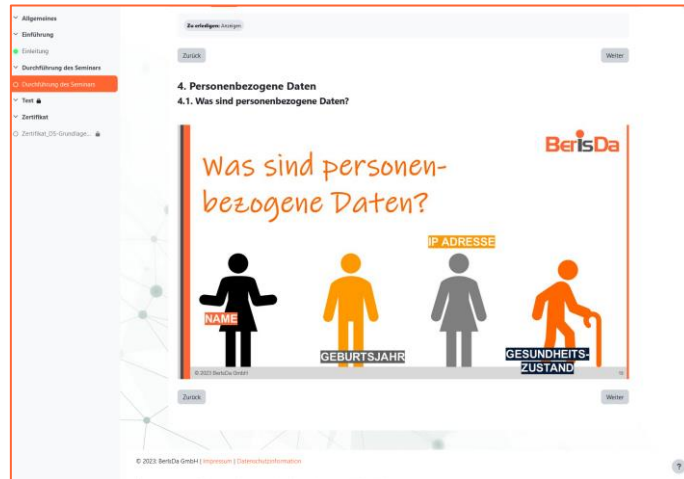 Allgemeines
Einführung
Einleitung
Durchführung des Seminars
Durchführung des Seminars
Test
Zertifikat
Zertifikat_DS-Grundlage...
Zu erledigen: Anzeigen
Zurück
Weiter
4. Personenbezogene Daten
4.1. Was sind personenbezogene Daten?
BerisDa
Was sind personen-
bezogene Daten?
IP ADRESSE
NAME
GEBURTSJAHR
GESUNDHEITS-
ZUSTAND
© 2023 BerisDa GmbH
Zurück
Weiter
© 2023: BerisDa GmbH | Impressum | Datenschutzinformation
?